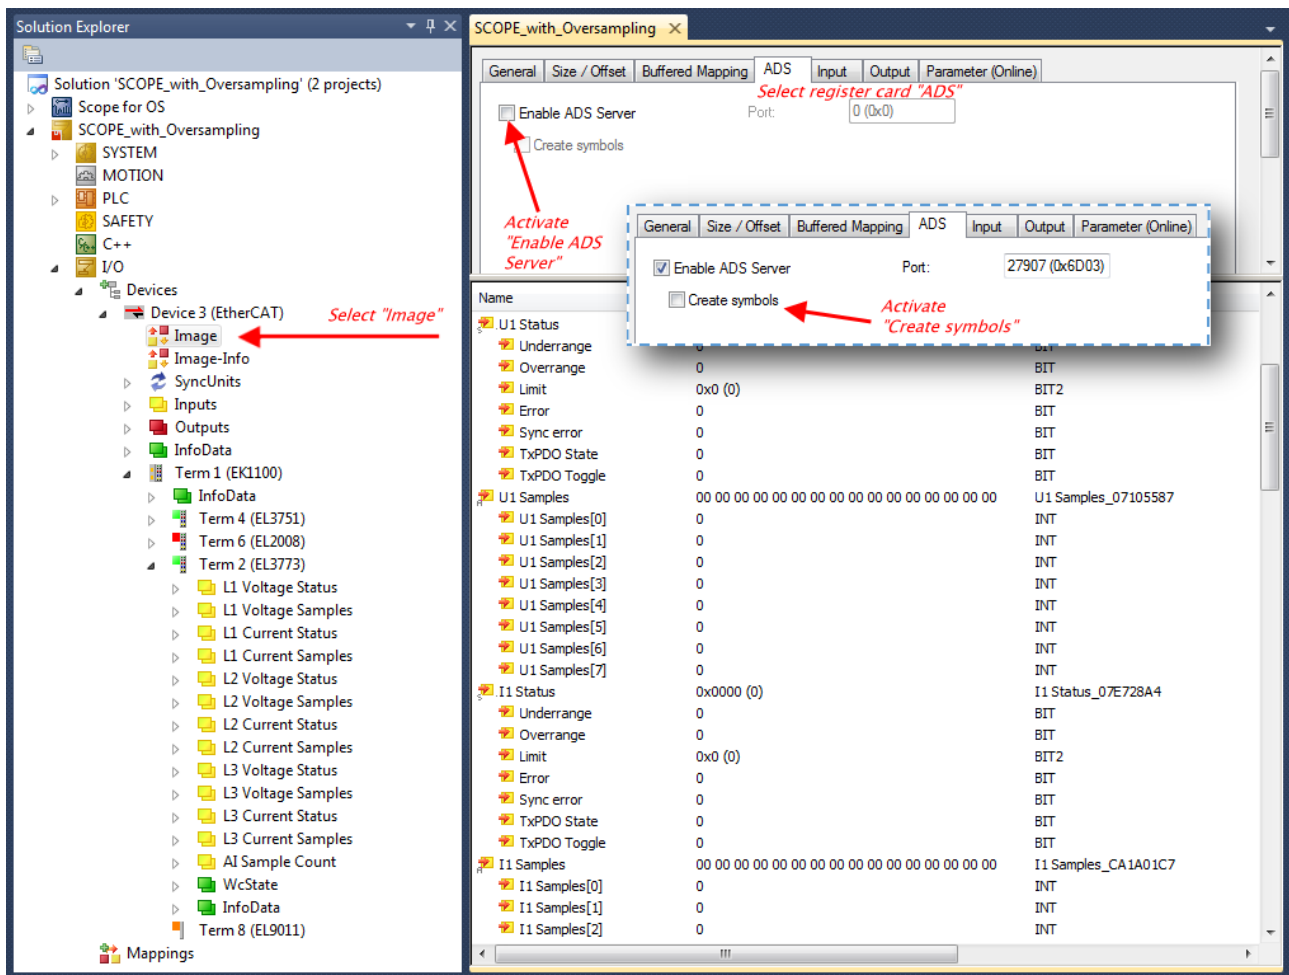 Solution Explorer
Solution 'SCOPE_with_Oversampling' (2 projects)
Scope for OS
SCOPE_with_Oversampling
SYSTEM
MOTION
PLC
SAFETY
C++
I/O
Devices
Device 3 (EtherCAT)
Select "Image"
Image
Image-Info
SyncUnits
Inputs
Outputs
InfoData
Term 1 (EK1100)
InfoData
Term 4 (EL3751)
Term 6 (EL2008)
Term 2 (EL3773)
L1 Voltage Status
L1 Voltage Samples
L1 Current Status
L1 Current Samples
L2 Voltage Status
L2 Voltage Samples
L2 Current Status
L2 Current Samples
L3 Voltage Status
L3 Voltage Samples
L3 Current Status
L3 Current Samples
AI Sample Count
WcState
InfoData
Term 8 (EL9011)
Mappings
SCOPE_with_Oversampling
General Size / Offset Buffered Mapping ADS Input Output Parameter (Online)
Select register card "ADS"
Enable ADS Server Port: 0 (0x0)
Create symbols
Activate
"Enable ADS
Server"
General Size / Offset Buffered Mapping ADS Input Output Parameter (Online)
Enable ADS Server Port: 27907 (0x6D03)
Create symbols
Activate
"Create symbols"
Name
U1 Status
Underrange 0 BIT
Overrange 0 BIT
Limit 0x0 (0) BIT2
Error 0 BIT
Sync error 0 BIT
TxPDO State 0 BIT
TxPDO Toggle 0 BIT
U1 Samples 00 00 00 00 00 00 00 00 00 00 00 00 00 00 00 00 U1 Samples_07105587
U1 Samples[0] 0 INT
U1 Samples[1] 0 INT
U1 Samples[2] 0 INT
U1 Samples[3] 0 INT
U1 Samples[4] 0 INT
U1 Samples[5] 0 INT
U1 Samples[6] 0 INT
U1 Samples[7] 0 INT
I1 Status 0x0000 (0) I1 Status_07E728A4
Underrange 0 BIT
Overrange 0 BIT
Limit 0x0 (0) BIT2
Error 0 BIT
Sync error 0 BIT
TxPDO State 0 BIT
TxPDO Toggle 0 BIT
I1 Samples 00 00 00 00 00 00 00 00 00 00 00 00 00 00 00 00 I1 Samples_CA1A01C7
I1 Samples[0] 0 INT
I1 Samples[1] 0 INT
I1 Samples[2] 0 INT